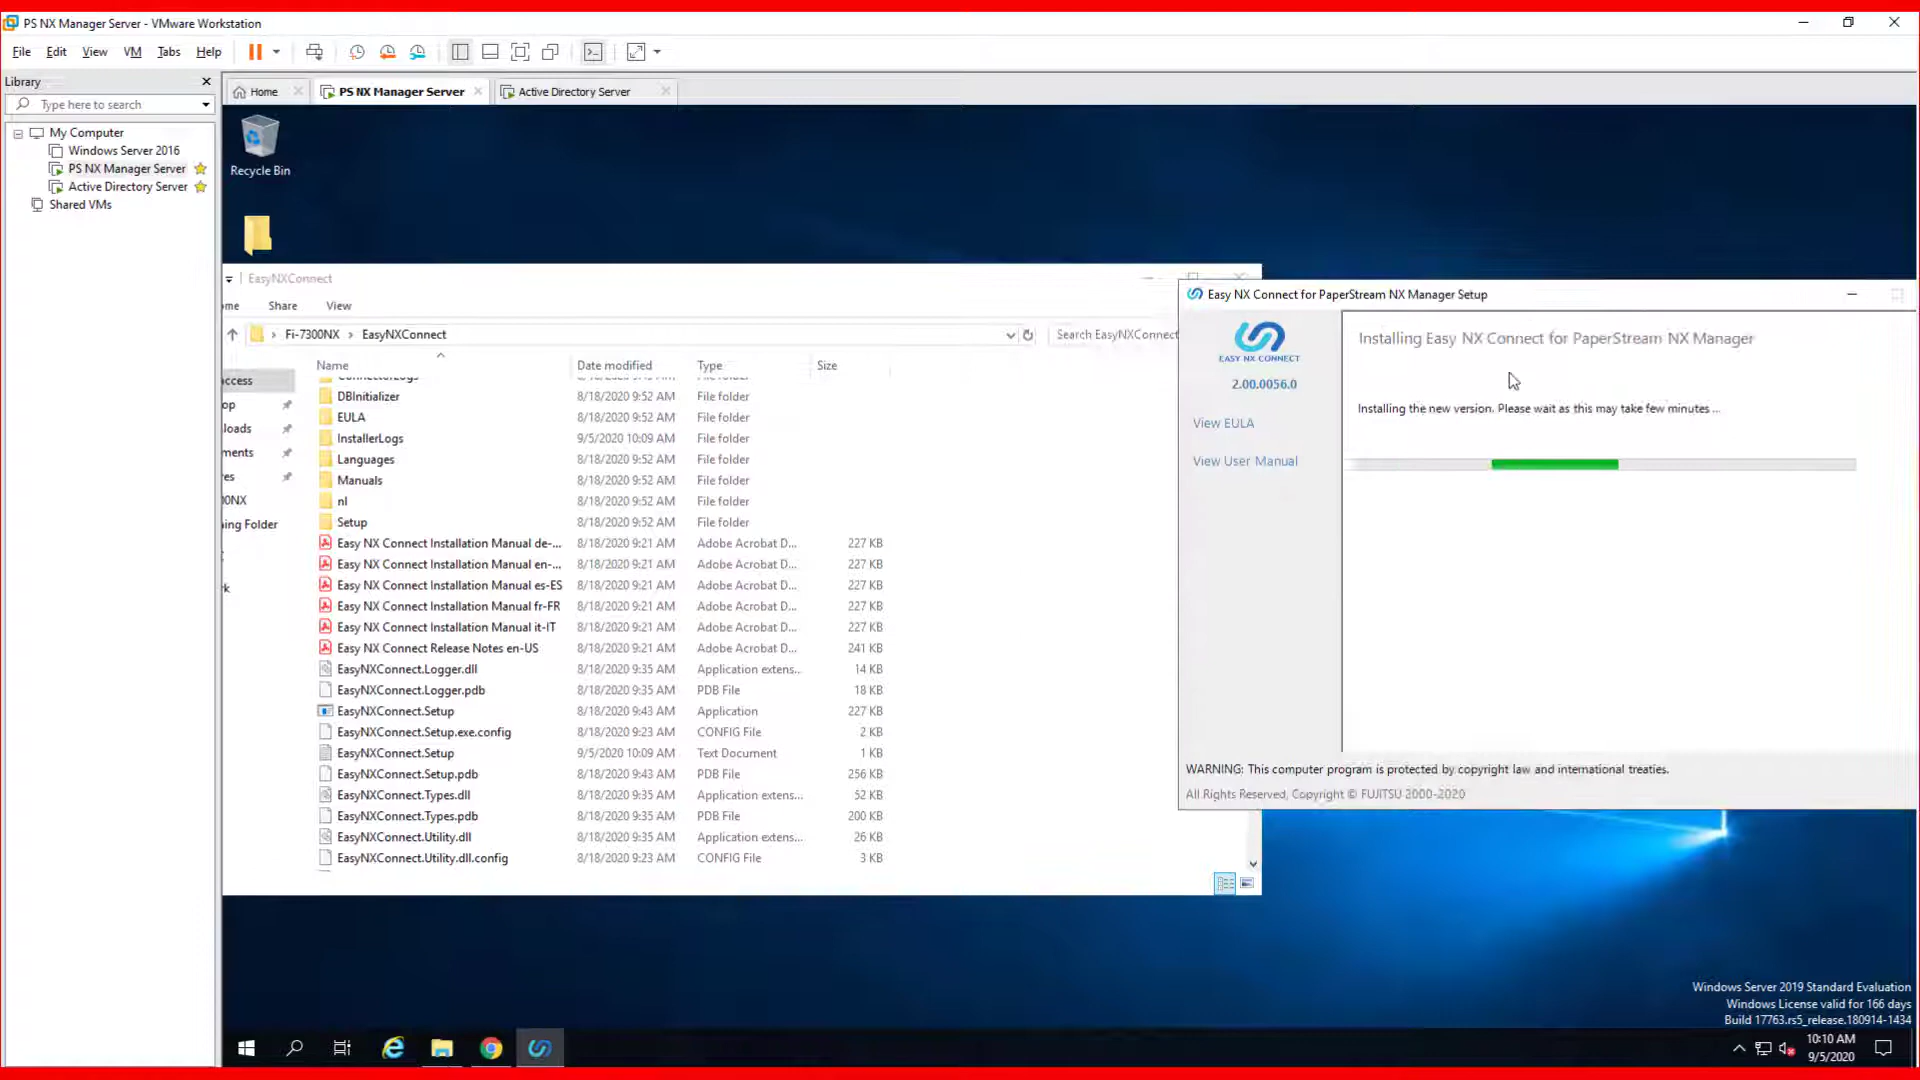 PS NX Manager Server - VMware Workstation
File Edit View VM Tabs Help
Library
Type here to search
My Computer
Windows Server 2016
PS NX Manager Server
Active Directory Server
Shared VMs
Home PS NX Manager Server Active Directory Server
Recycle Bin
EasyNXConnect
ome Share View
Fi-7300NX EasyNXConnect Search EasyNXConnect
Name Date modified Type Size
DBInitializer 8/18/2020 9:52 AM File folder
EULA 8/18/2020 9:52 AM File folder
InstallerLogs 9/5/2020 10:09 AM File folder
Languages 8/18/2020 9:52 AM File folder
Manuals 8/18/2020 9:52 AM File folder
nl 8/18/2020 9:52 AM File folder
Setup 8/18/2020 9:52 AM File folder
Easy NX Connect Installation Manual de-... 8/18/2020 9:21 AM Adobe Acrobat D... 227 KB
Easy NX Connect Installation Manual en-... 8/18/2020 9:21 AM Adobe Acrobat D... 227 KB
Easy NX Connect Installation Manual es-ES 8/18/2020 9:21 AM Adobe Acrobat D... 227 KB
Easy NX Connect Installation Manual fr-FR 8/18/2020 9:21 AM Adobe Acrobat D... 227 KB
Easy NX Connect Installation Manual it-IT 8/18/2020 9:21 AM Adobe Acrobat D... 227 KB
Easy NX Connect Release Notes en-US 8/18/2020 9:21 AM Adobe Acrobat D... 241 KB
EasyNXConnect.Logger.dll 8/18/2020 9:35 AM Application extens... 14 KB
EasyNXConnect.Logger.pdb 8/18/2020 9:35 AM PDB File 18 KB
EasyNXConnect.Setup 8/18/2020 9:43 AM Application 227 KB
EasyNXConnect.Setup.exe.config 8/18/2020 9:23 AM CONFIG File 2 KB
EasyNXConnect.Setup 9/5/2020 10:09 AM Text Document 1 KB
EasyNXConnect.Setup.pdb 8/18/2020 9:43 AM PDB File 256 KB
EasyNXConnect.Types.dll 8/18/2020 9:35 AM Application extens... 52 KB
EasyNXConnect.Types.pdb 8/18/2020 9:35 AM PDB File 200 KB
EasyNXConnect.Utility.dll 8/18/2020 9:35 AM Application extens... 26 KB
EasyNXConnect.Utility.dll.config 8/18/2020 9:23 AM CONFIG File 3 KB
ccess
op
loads
ments
res
00NX
ing Folder
rk
Easy NX Connect for PaperStream NX Manager Setup
EASY NX CONNECT
2.00.0056.0
View EULA
View User Manual
Installing Easy NX Connect for PaperStream NX Manager
Installing the new version. Please wait as this may take few minutes ...
WARNING: This computer program is protected by copyright law and international treaties.
All Rights Reserved, Copyright © FUJITSU 2000-2020
Windows Server 2019 Standard Evaluation
Windows License valid for 166 days
Build 17763.rs5_release.180914-1434
10:10 AM
9/5/2020